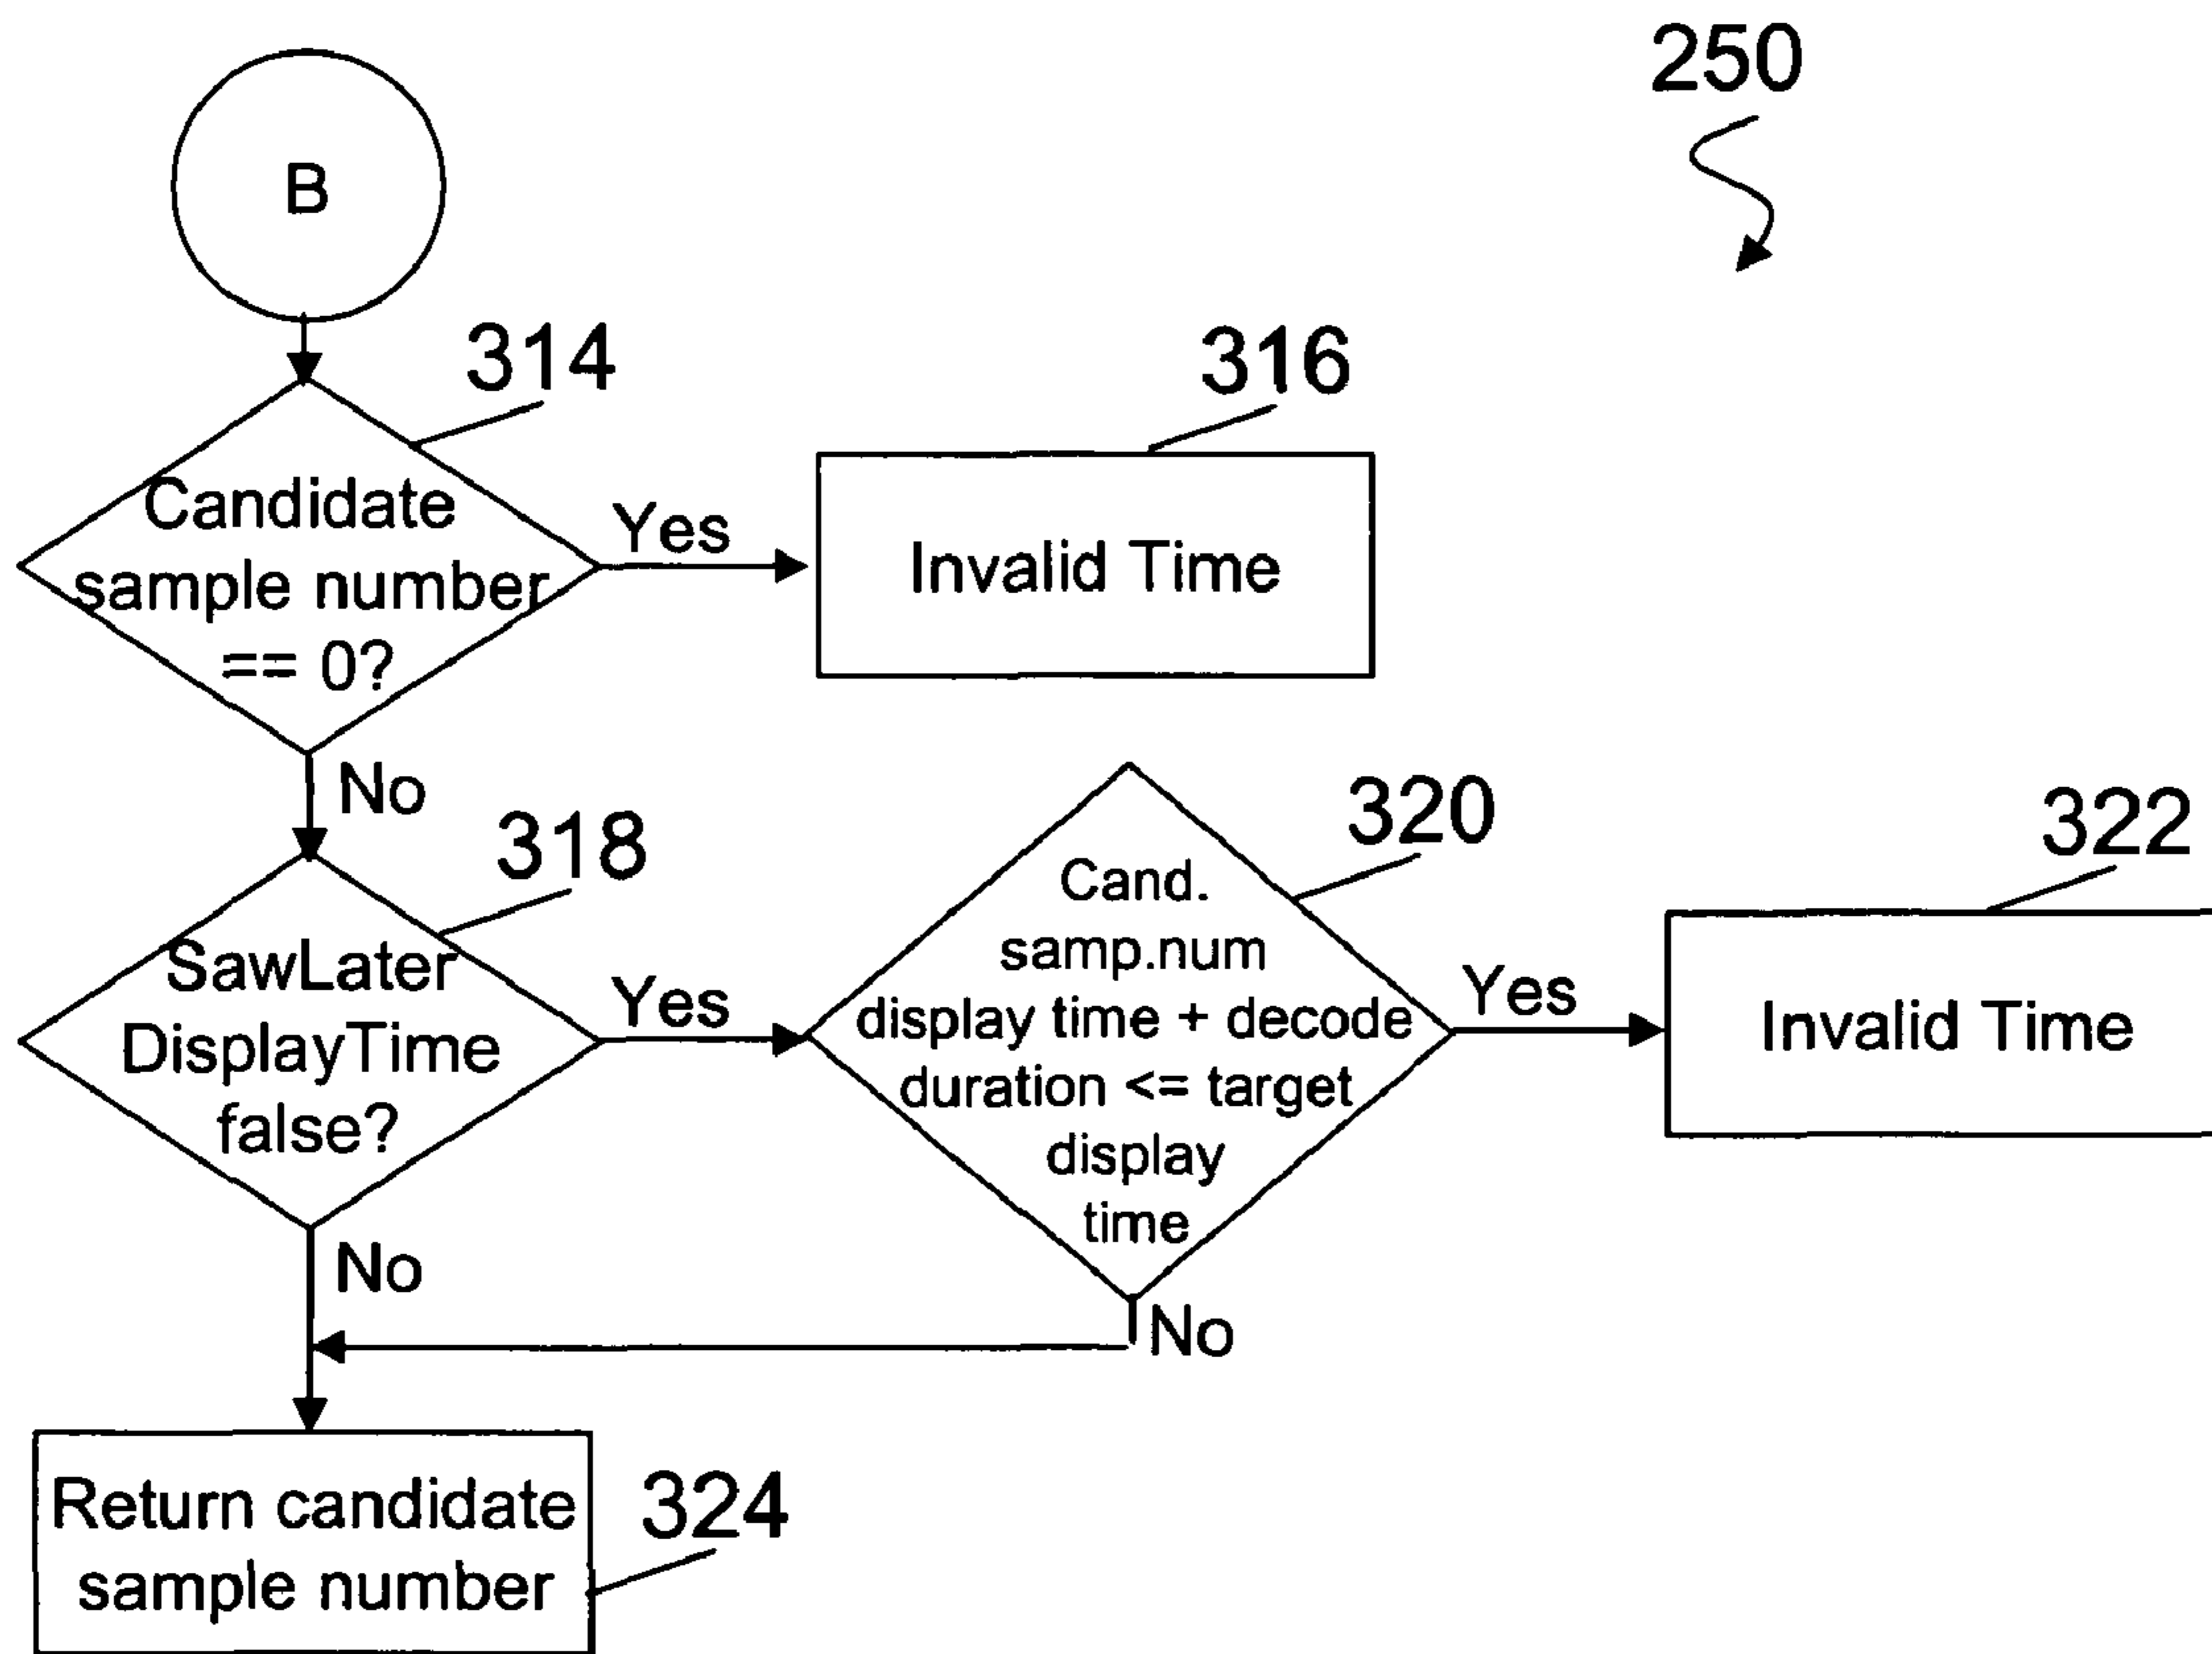 250
B
314
316
Candidate
sample number
== 0?
Yes
Invalid Time
No
318
320
322
SawLater
DisplayTime
false?
Yes
Cand.
samp.num
display time + decode
duration <= target
display
time
Yes
Invalid Time
No
No
Return candidate
sample number
324